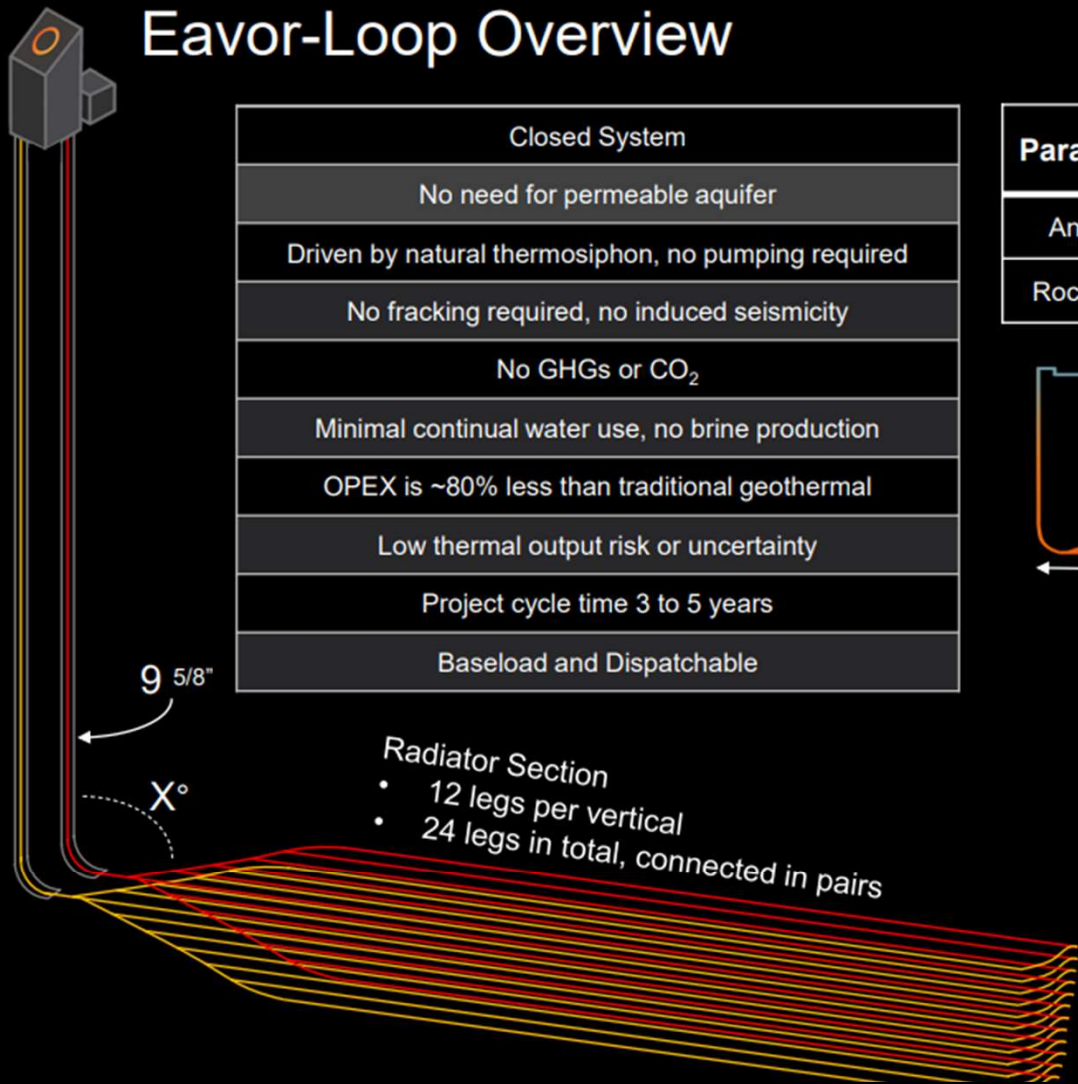 Eavor-Loop Overview
Closed System
No need for permeable aquifer
Driven by natural thermosiphon, no pumping required
No fracking required, no induced seismicity
No GHGs or CO₂
Minimal continual water use, no brine production
OPEX is ~80% less than traditional geothermal
Low thermal output risk or uncertainty
Project cycle time 3 to 5 years
Baseload and Dispatchable
Para
An
Roc
9 5/8"
X°
Radiator Section
• 12 legs per vertical
• 24 legs in total, connected in pairs